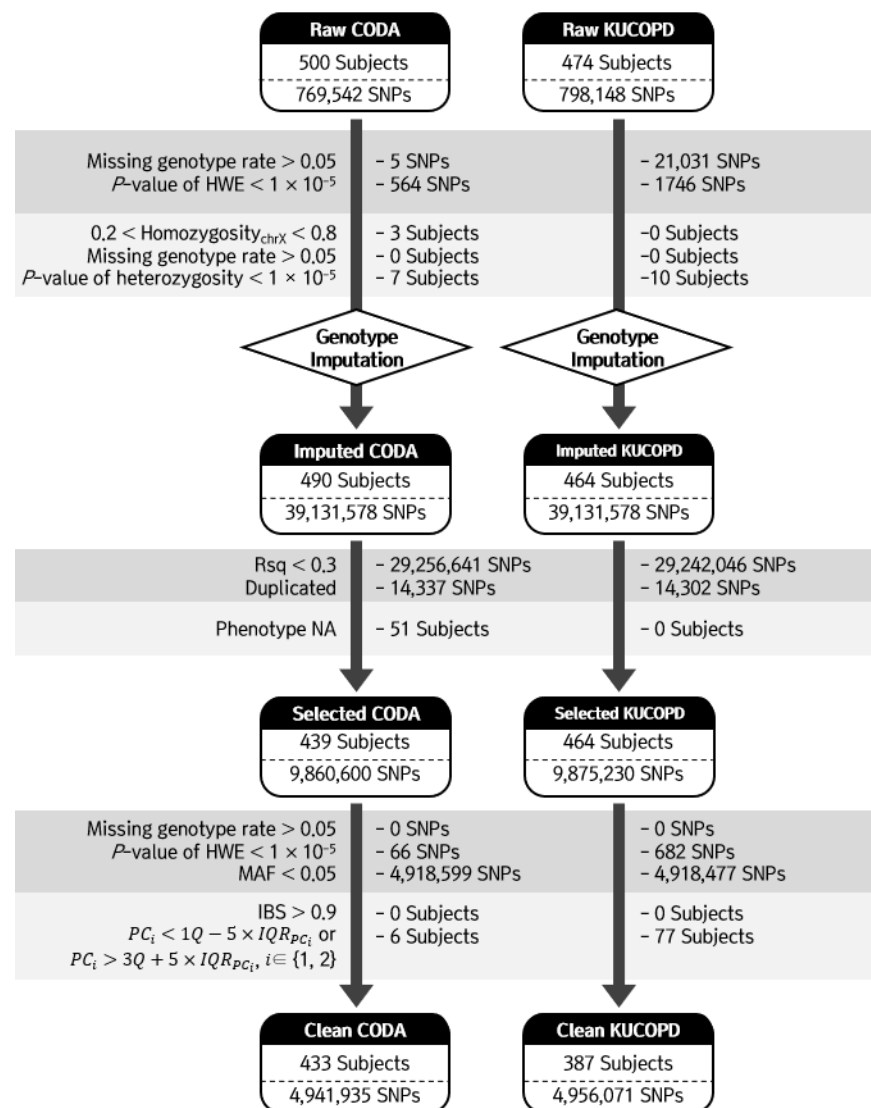 Raw CODA
500 Subjects
769,542 SNPs
Raw KUCOPD
474 Subjects
798,148 SNPs
Missing genotype rate > 0.05 - 5 SNPs - 21,031 SNPs
P-value of HWE < 1 × 10⁻⁵ - 564 SNPs - 1746 SNPs
0.2 < Homozygosity_chrX < 0.8 - 3 Subjects -0 Subjects
Missing genotype rate > 0.05 - 0 Subjects -0 Subjects
P-value of heterozygosity < 1 × 10⁻⁵ - 7 Subjects -10 Subjects
Genotype
Imputation
Genotype
Imputation
Imputed CODA
490 Subjects
39,131,578 SNPs
Imputed KUCOPD
464 Subjects
39,131,578 SNPs
Rsq < 0.3 - 29,256,641 SNPs - 29,242,046 SNPs
Duplicated - 14,337 SNPs - 14,302 SNPs
Phenotype NA - 51 Subjects - 0 Subjects
Selected CODA
439 Subjects
9,860,600 SNPs
Selected KUCOPD
464 Subjects
9,875,230 SNPs
Missing genotype rate > 0.05 - 0 SNPs - 0 SNPs
P-value of HWE < 1 × 10⁻⁵ - 66 SNPs - 682 SNPs
MAF < 0.05 - 4,918,599 SNPs - 4,918,477 SNPs
IBS > 0.9 - 0 Subjects - 0 Subjects
PC_i < 1Q − 5 × IQR_PC_i or - 6 Subjects - 77 Subjects
PC_i > 3Q + 5 × IQR_PC_i, i ∈ {1, 2}
Clean CODA
433 Subjects
4,941,935 SNPs
Clean KUCOPD
387 Subjects
4,956,071 SNPs